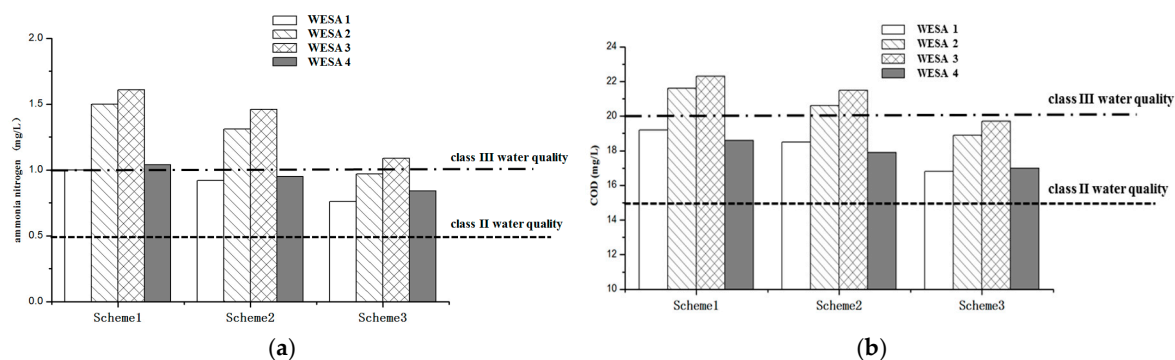 WESA 1
WESA 2
WESA 3
WESA 4
ammonia nitrogen (mg/L)
2.0
1.5
1.0
0.5
0.0
class III water quality
class II water quality
Scheme1
Scheme2
Scheme3
(a)
WESA 1
WESA 2
WESA 3
WESA 4
COD (mg/L)
24
22
20
18
16
14
12
10
class III water quality
class II water quality
Scheme1
Scheme2
Scheme3
(b)